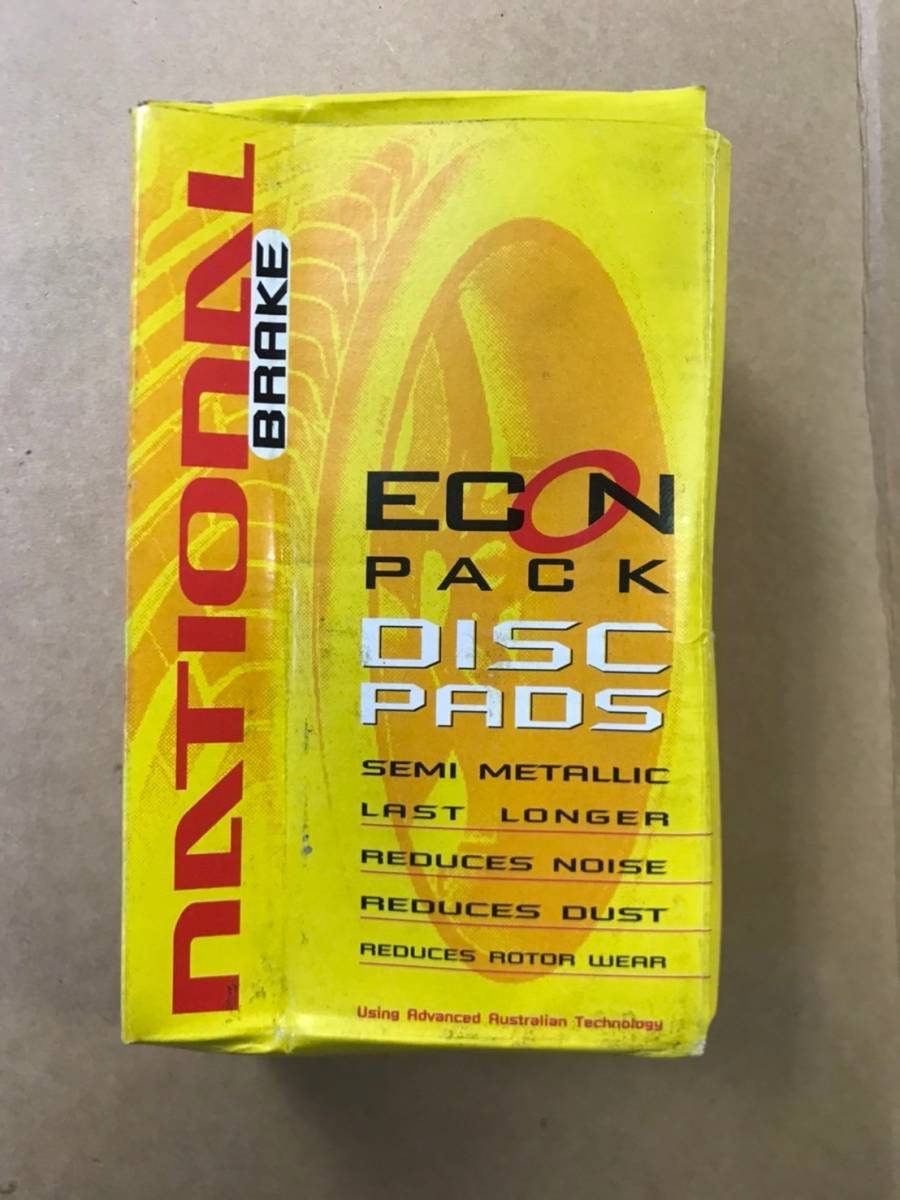 NATIONAL
BRAKE
ECON
PACK
DISC
PADS
SEMI METALLIC
LAST LONGER
REDUCES NOISE
REDUCES DUST
REDUCES ROTOR WEAR
Using Advanced Australian Technology